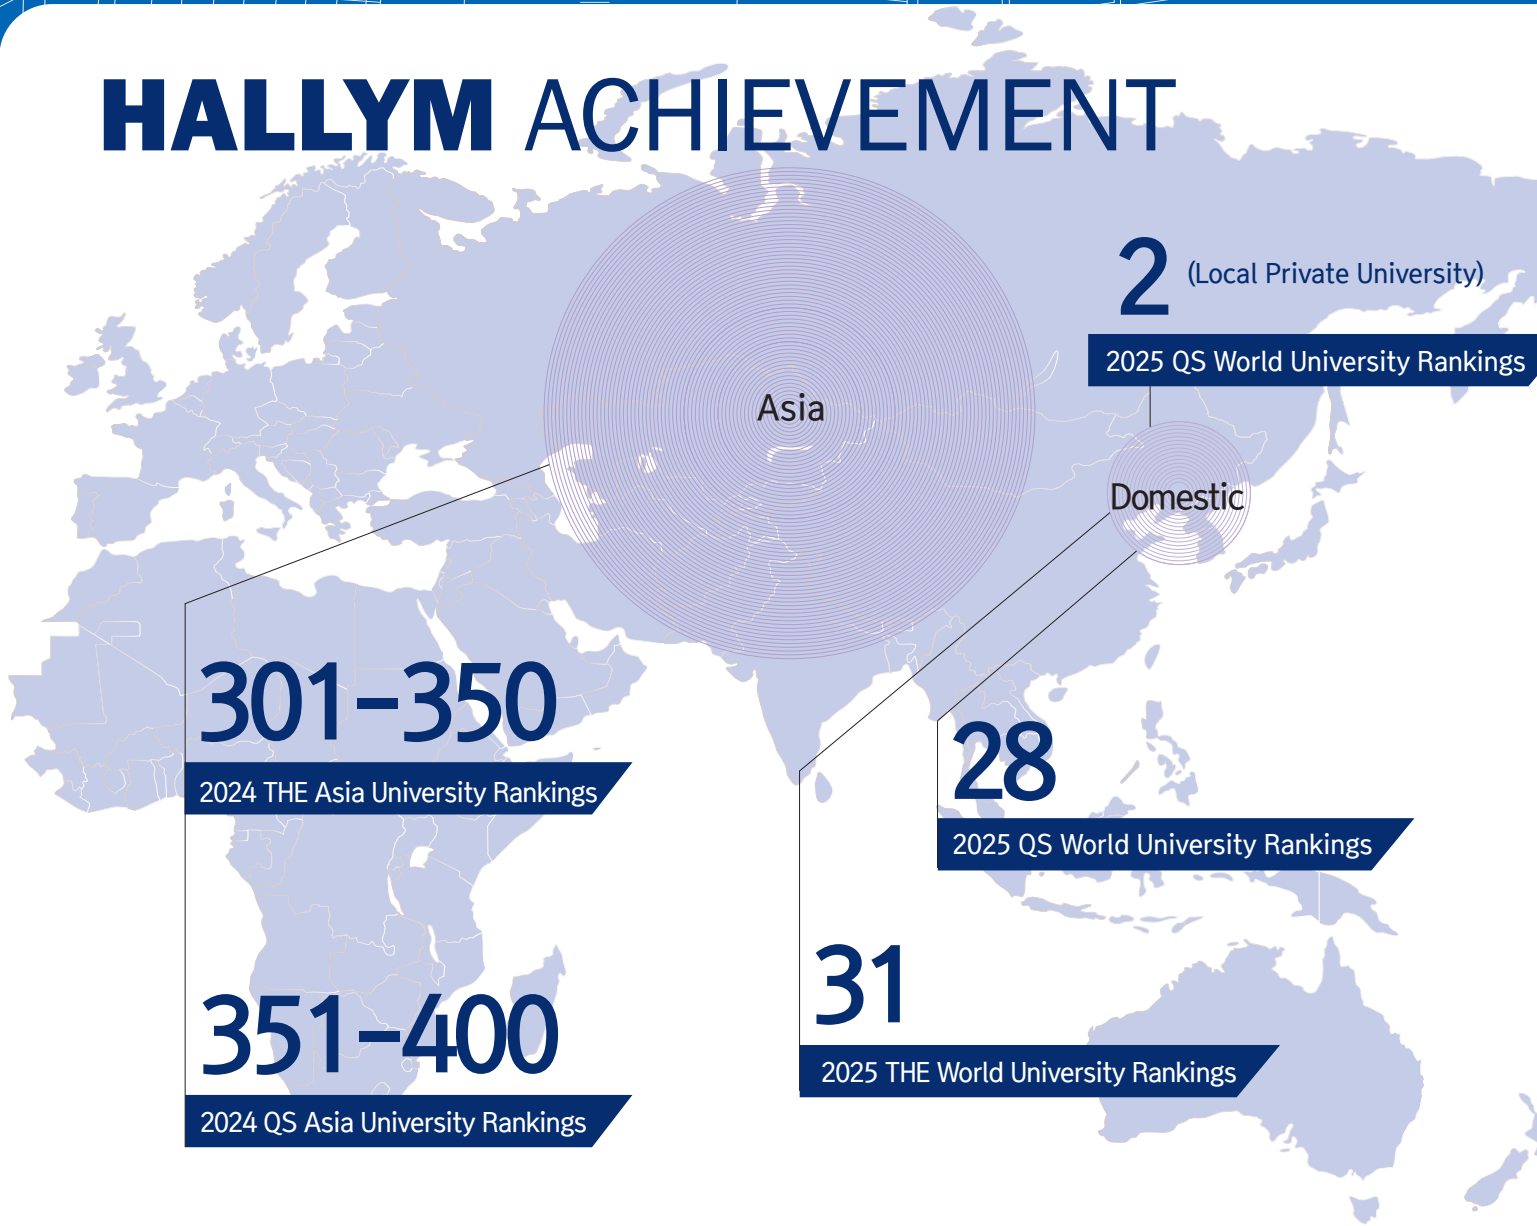 HALLYM ACHIEVEMENT
2 (Local Private University)
2025 QS World University Rankings
Asia
Domestic
301-350
2024 THE Asia University Rankings
28
2025 QS World University Rankings
31
2025 THE World University Rankings
351-400
2024 QS Asia University Rankings